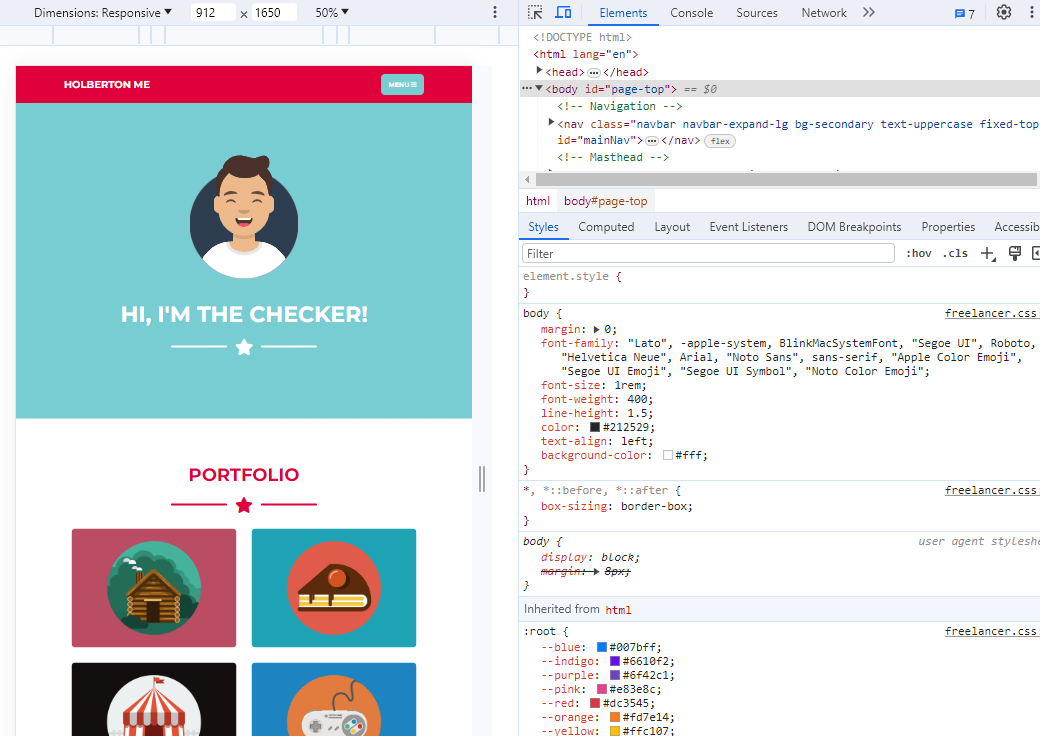 Dimensions: Responsive 912 × 1650 50%
HOLBERTON ME
MENU
HI, I'M THE CHECKER!
PORTFOLIO
Elements Console Sources Network 7
<!DOCTYPE html>
<html lang="en">
<head> </head>
<body id="page-top"> == $0
<!-- Navigation -->
<nav class="navbar navbar-expand-lg bg-secondary text-uppercase fixed-top
id="mainNav"> </nav> flex
<!-- Masthead -->
html body#page-top
Styles Computed Layout Event Listeners DOM Breakpoints Properties Accessib
Filter :hov .cls
element.style {
}
body { freelancer.css:
margin: 0;
font-family: "Lato", -apple-system, BlinkMacSystemFont, "Segoe UI", Roboto,
"Helvetica Neue", Arial, "Noto Sans", sans-serif, "Apple Color Emoji",
"Segoe UI Emoji", "Segoe UI Symbol", "Noto Color Emoji";
font-size: 1rem;
font-weight: 400;
line-height: 1.5;
color: #212529;
text-align: left;
background-color: #fff;
}
*, *::before, *::after { freelancer.css:
box-sizing: border-box;
}
body { user agent styleshe
display: block;
margin: 8px;
}
Inherited from html
:root { freelancer.css:
--blue: #007bff;
--indigo: #6610f2;
--purple: #6f42c1;
--pink: #e83e8c;
--red: #dc3545;
--orange: #fd7e14;
--yellow: #ffc107;